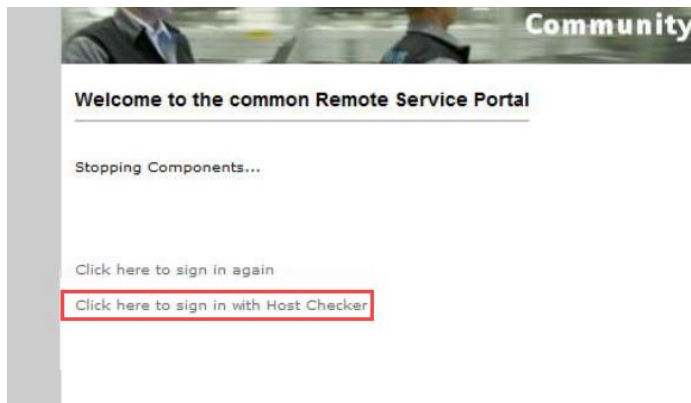 Community
Welcome to the common Remote Service Portal
Stopping Components...
Click here to sign in again
Click here to sign in with Host Checker